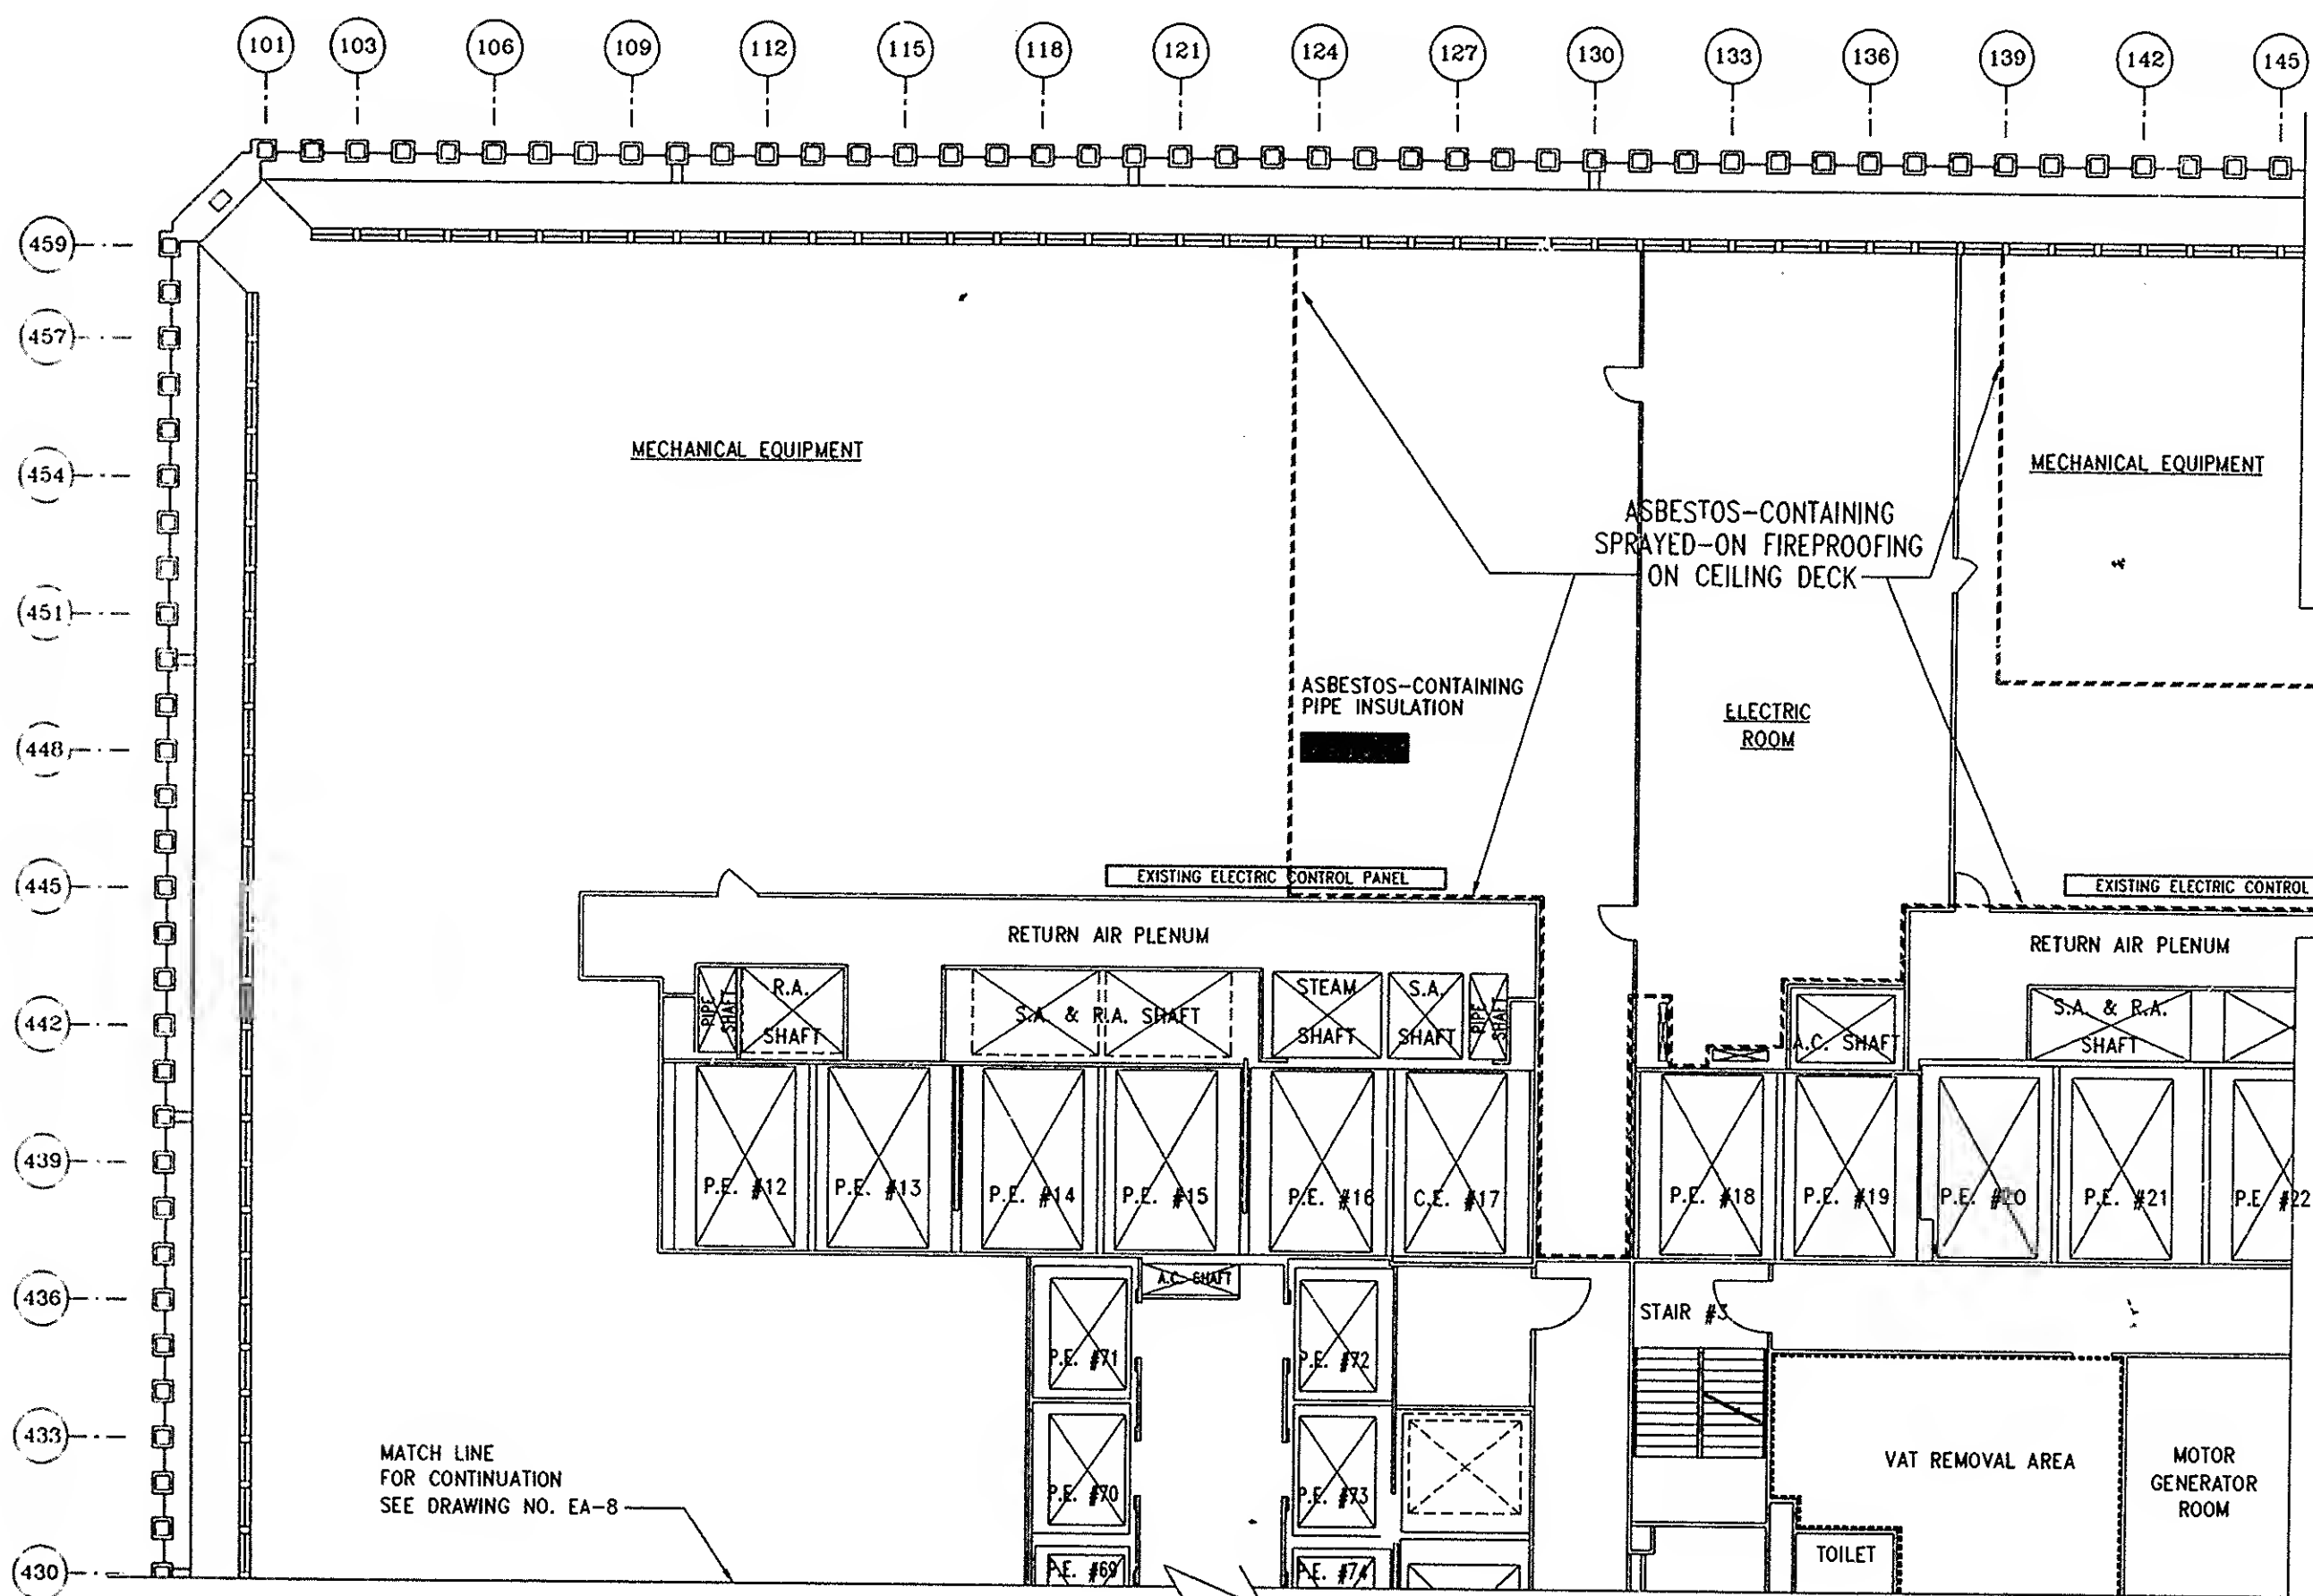 101 103 106 109 112 115 118 121 124 127 130 133 136 139 142 145
459
457
454
451
448
445
442
439
436
433
430
MECHANICAL EQUIPMENT
MECHANICAL EQUIPMENT
ASBESTOS-CONTAINING
SPRAYED-ON FIREPROOFING
ON CEILING DECK
ASBESTOS-CONTAINING
PIPE INSULATION
ELECTRIC
ROOM
EXISTING ELECTRIC CONTROL PANEL
EXISTING ELECTRIC CONTROL
RETURN AIR PLENUM
RETURN AIR PLENUM
PIPE
SHAFT
R.A.
SHAFT
S.A. & R.A. SHAFT
STEAM
SHAFT
S.A.
SHAFT
PIPE
SHAFT
A.C. SHAFT
S.A. & R.A.
SHAFT
P.E. #12
P.E. #13
P.E. #14
P.E. #15
P.E. #16
C.E. #17
P.E. #18
P.E. #19
P.E. #20
P.E. #21
P.E. #22
A.C. SHAFT
P.E. #71
P.E. #72
STAIR #3
P.E. #70
P.E. #73
VAT REMOVAL AREA
MOTOR
GENERATOR
ROOM
MATCH LINE
FOR CONTINUATION
SEE DRAWING NO. EA-8
TOILET
P.E. #69
P.E. #74